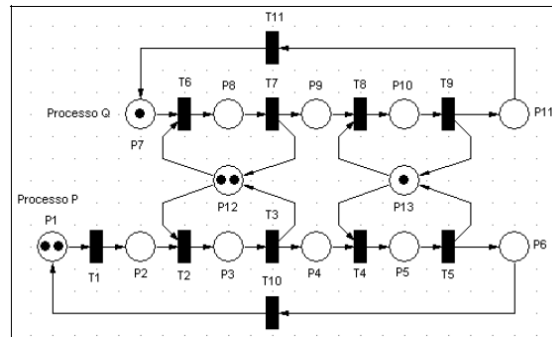 T11
T6 P8 T7 P9 T8 P10 T9
Processo Q
P7
P11
P12
P13
Processo P
P1
T3
P6
T1 P2 T2 P3 P4 T4 P5 T5
T10